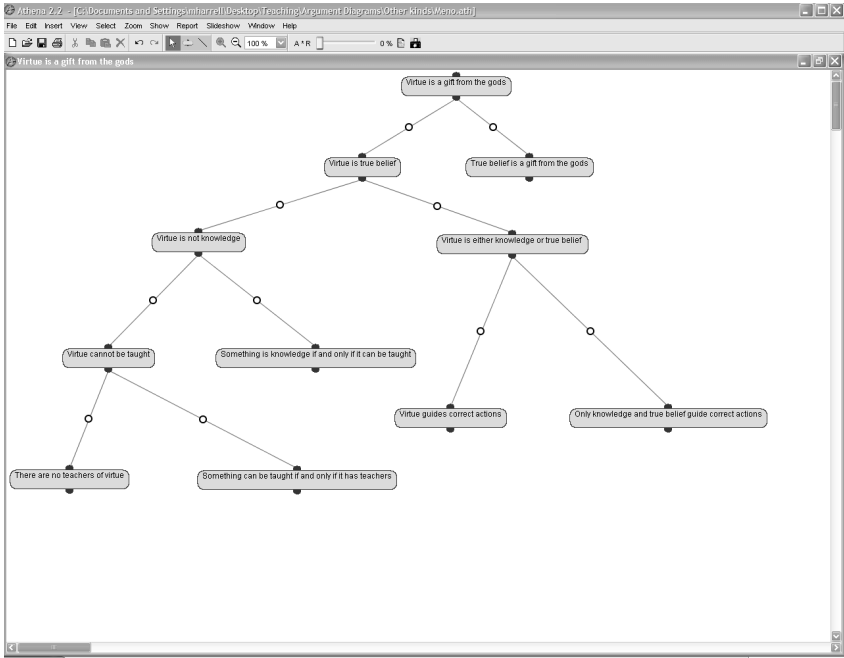 Athena 2.2 - [C:\Documents and Settings\mharrell\Desktop\Teaching\Argument Diagrams\Other kinds\Meno.ath]
File Edit Insert View Select Zoom Show Report Slideshow Window Help
100 % A*R 0 %
Virtue is a gift from the gods
Virtue is a gift from the gods
Virtue is true belief
True belief is a gift from the gods
Virtue is not knowledge
Virtue is either knowledge or true belief
Virtue cannot be taught
Something is knowledge if and only if it can be taught
Virtue guides correct actions
Only knowledge and true belief guide correct actions
There are no teachers of virtue
Something can be taught if and only if it has teachers